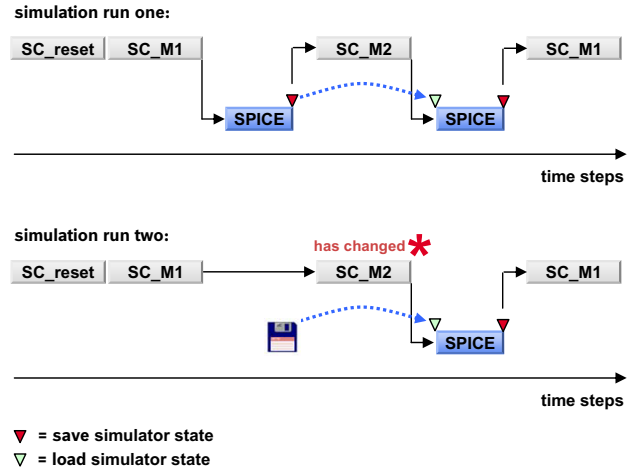 simulation run one:
SC_reset SC_M1 SC_M2 SC_M1
SPICE SPICE
time steps
simulation run two:
has changed *
SC_reset SC_M1 SC_M2 SC_M1
SPICE
time steps
= save simulator state
= load simulator state